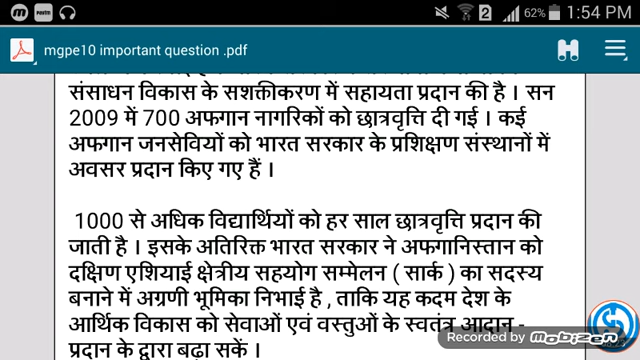 62% 1:54 PM
mgpe10 important question .pdf
संसाधन विकास के सशक्तीकरण में सहायता प्रदान की है । सन
2009 में 700 अफगान नागरिकों को छात्रवृत्ति दी गई । कई
अफगान जनसेवियों को भारत सरकार के प्रशिक्षण संस्थानों में
अवसर प्रदान किए गए हैं ।
1000 से अधिक विद्यार्थियों को हर साल छात्रवृत्ति प्रदान की
जाती है । इसके अतिरिक्त भारत सरकार ने अफगानिस्तान को
दक्षिण एशियाई क्षेत्रीय सहयोग सम्मेलन ( सार्क ) का सदस्य
बनाने में अग्रणी भूमिका निभाई है , ताकि यह कदम देश के
आर्थिक विकास को सेवाओं एवं वस्तुओं के स्वतंत्र आदान -
प्रदान के द्वारा बढ़ा सकें ।
Recorded by mobizen